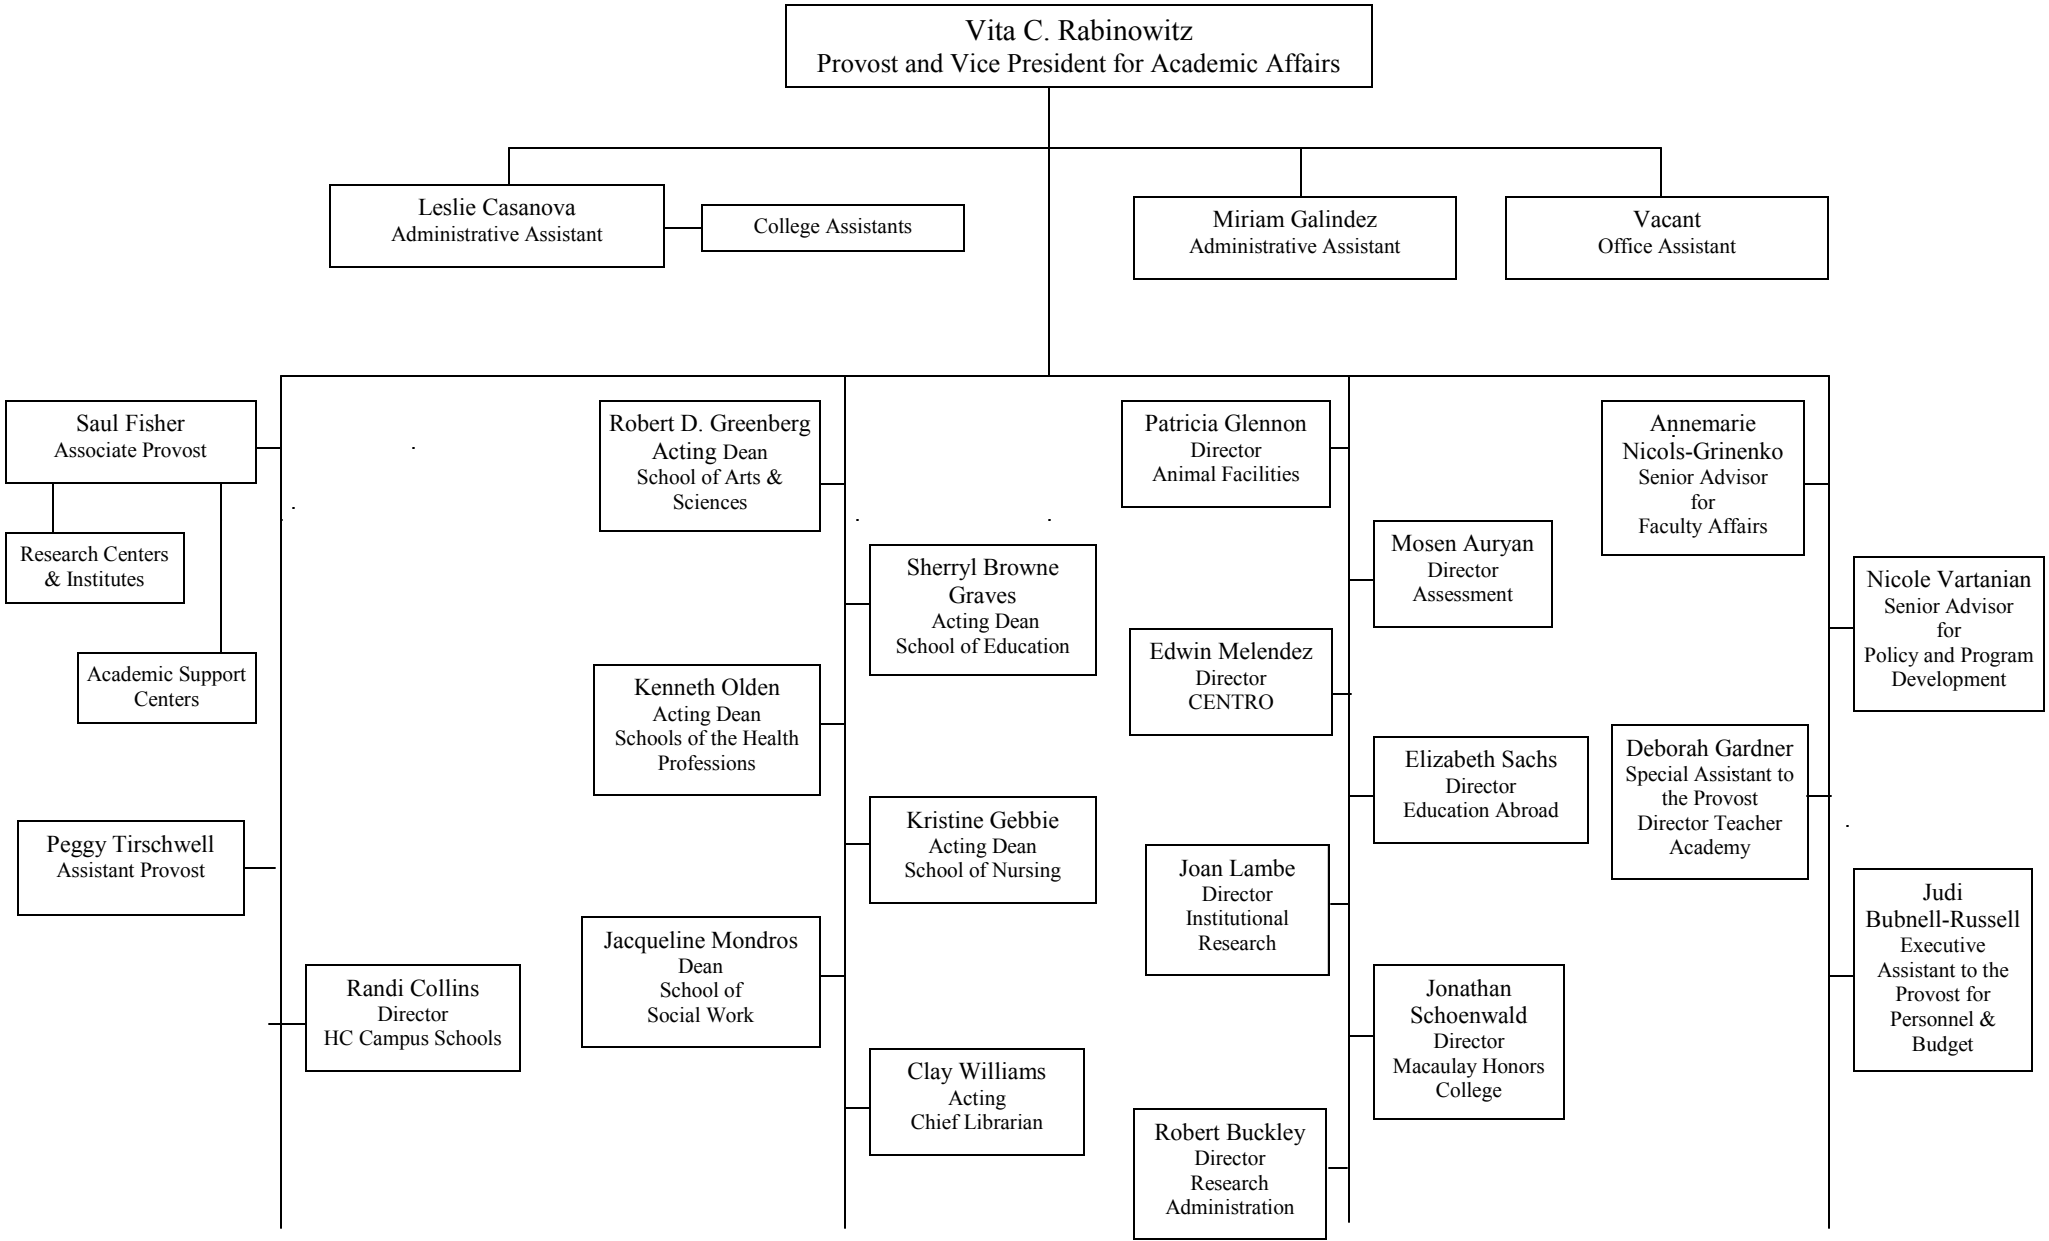 Vita C. Rabinowitz
Provost and Vice President for Academic Affairs
Leslie Casanova
Administrative Assistant
College Assistants
Miriam Galindez
Administrative Assistant
Vacant
Office Assistant
Saul Fisher
Associate Provost
Research Centers
& Institutes
Academic Support
Centers
Peggy Tirschwell
Assistant Provost
Randi Collins
Director
HC Campus Schools
Robert D. Greenberg
Acting Dean
School of Arts &
Sciences
Sherryl Browne
Graves
Acting Dean
School of Education
Kenneth Olden
Acting Dean
Schools of the Health
Professions
Kristine Gebbie
Acting Dean
School of Nursing
Jacqueline Mondros
Dean
School of
Social Work
Clay Williams
Acting
Chief Librarian
Patricia Glennon
Director
Animal Facilities
Mosen Auryan
Director
Assessment
Edwin Melendez
Director
CENTRO
Elizabeth Sachs
Director
Education Abroad
Joan Lambe
Director
Institutional
Research
Jonathan
Schoenwald
Director
Macaulay Honors
College
Robert Buckley
Director
Research
Administration
Annemarie
Nicols-Grinenko
Senior Advisor
for
Faculty Affairs
Nicole Vartanian
Senior Advisor
for
Policy and Program
Development
Deborah Gardner
Special Assistant to
the Provost
Director Teacher
Academy
Judi
Bubnell-Russell
Executive
Assistant to the
Provost for
Personnel &
Budget